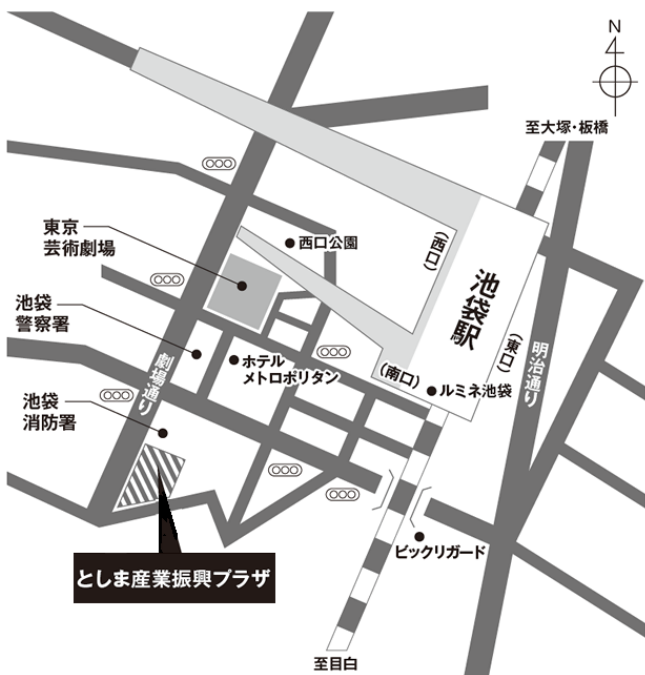 N
至大塚・板橋
東京
芸術劇場
西口公園
(西口)
池袋駅
池袋
警察署
ホテル
メトロポリタン
(南口)
(東口)
明治通り
ルミネ池袋
劇場通り
池袋
消防署
ビックリガード
としま産業振興プラザ
至目白